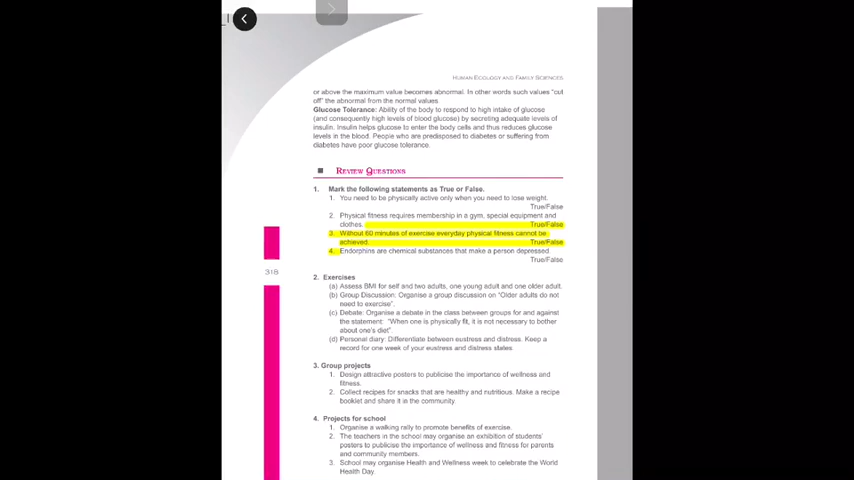 HUMAN ECOLOGY AND FAMILY SCIENCES
or above the maximum value becomes abnormal. In other words such values “cut
off” the abnormal from the normal values.
Glucose Tolerance: Ability of the body to respond to high intake of glucose
(and consequently high levels of blood glucose) by secreting adequate levels of
insulin. Insulin helps glucose to enter the body cells and thus reduces glucose
levels in the blood. People who are predisposed to diabetes or suffering from
diabetes have poor glucose tolerance.
REVIEW QUESTIONS
1. Mark the following statements as True or False.
1. You need to be physically active only when you need to lose weight.
True/False
2. Physical fitness requires membership in a gym, special equipment and
clothes. True/False
3. Without 60 minutes of exercise everyday physical fitness cannot be
achieved. True/False
4. Endorphins are chemical substances that make a person depressed
True/False
318
2. Exercises
(a) Assess BMI for self and two adults, one young adult and one older adult.
(b) Group Discussion: Organise a group discussion on “Older adults do not
need to exercise”.
(c) Debate: Organise a debate in the class between groups for and against
the statement: “When one is physically fit, it is not necessary to bother
about one's diet”.
(d) Personal diary: Differentiate between eustress and distress. Keep a
record for one week of your eustress and distress states.
3. Group projects
1. Design attractive posters to publicise the importance of wellness and
fitness.
2. Collect recipes for snacks that are healthy and nutritious. Make a recipe
booklet and share it in the community.
4. Projects for school
1. Organise a walking rally to promote benefits of exercise.
2. The teachers in the school may organise an exhibition of students'
posters to publicise the importance of wellness and fitness for parents
and community members.
3. School may organise Health and Wellness week to celebrate the World
Health Day.